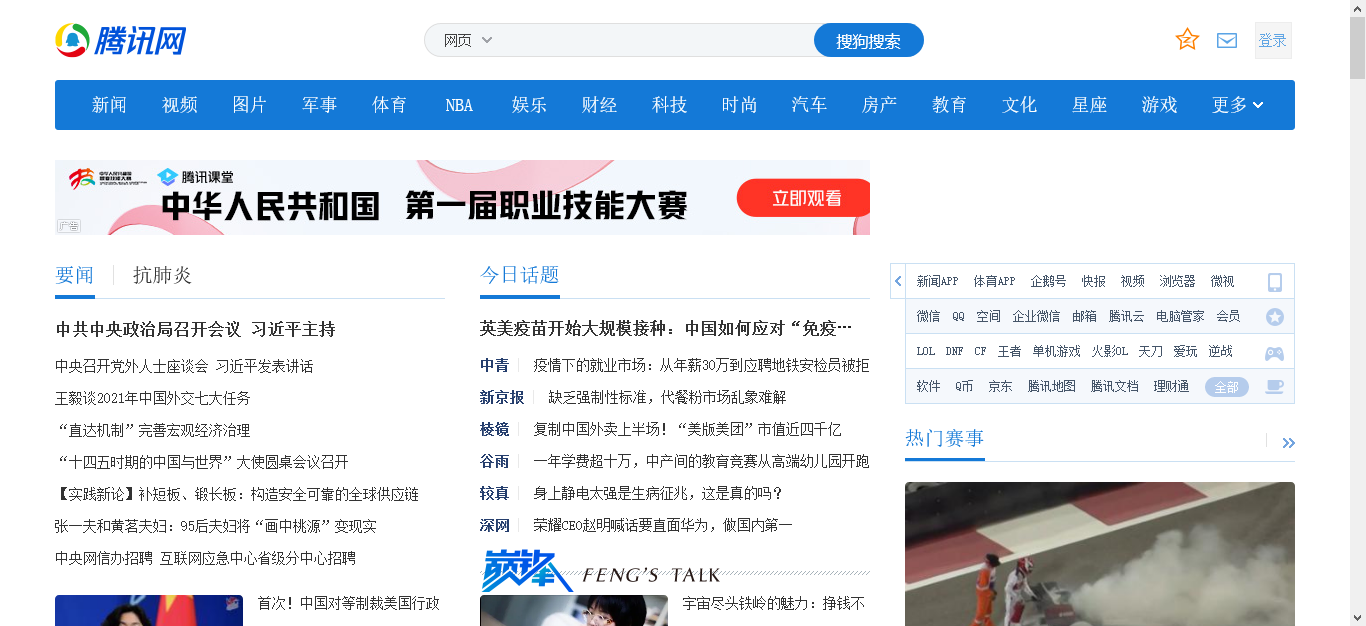 腾讯网
网页
搜狗搜索
登录
新闻 视频 图片 军事 体育 NBA 娱乐 财经 科技 时尚 汽车 房产 教育 文化 星座 游戏 更多
腾讯课堂
中华人民共和国 第一届职业技能大赛
立即观看
广告
要闻 抗肺炎
中共中央政治局召开会议 习近平主持
中央召开党外人士座谈会 习近平发表讲话
王毅谈2021年中国外交七大任务
“直达机制”完善宏观经济治理
“十四五时期的中国与世界”大使圆桌会议召开
【实践新论】补短板、锻长板：构造安全可靠的全球供应链
张一夫和黄茗夫妇：95后夫妇将“画中桃源”变现实
中央网信办招聘 互联网应急中心省级分中心招聘
首次！中国对等制裁美国行政
今日话题
英美疫苗开始大规模接种：中国如何应对“免疫…
中青 疫情下的就业市场：从年薪30万到应聘地铁安检员被拒
新京报 缺乏强制性标准，代餐粉市场乱象难解
棱镜 复制中国外卖上半场！“美版美团”市值近四千亿
谷雨 一年学费超十万，中产间的教育竞赛从高端幼儿园开跑
较真 身上静电太强是生病征兆，这是真的吗？
深网 荣耀CEO赵明喊话要直面华为，做国内第一
巅锋 FENG'S TALK
宇宙尽头铁岭的魅力：挣钱不
新闻APP 体育APP 企鹅号 快报 视频 浏览器 微视
微信 QQ 空间 企业微信 邮箱 腾讯云 电脑管家 会员
LOL DNF CF 王者 单机游戏 火影OL 天刀 爱玩 逆战
软件 Q币 京东 腾讯地图 腾讯文档 理财通 全部
热门赛事